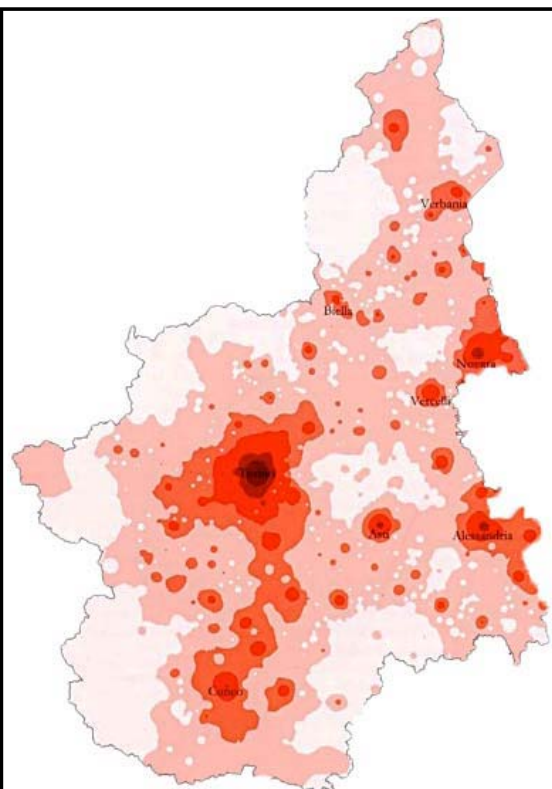 Verbania
Biella
Novara
Vercelli
Torino
Asti
Alessandria
Cuneo